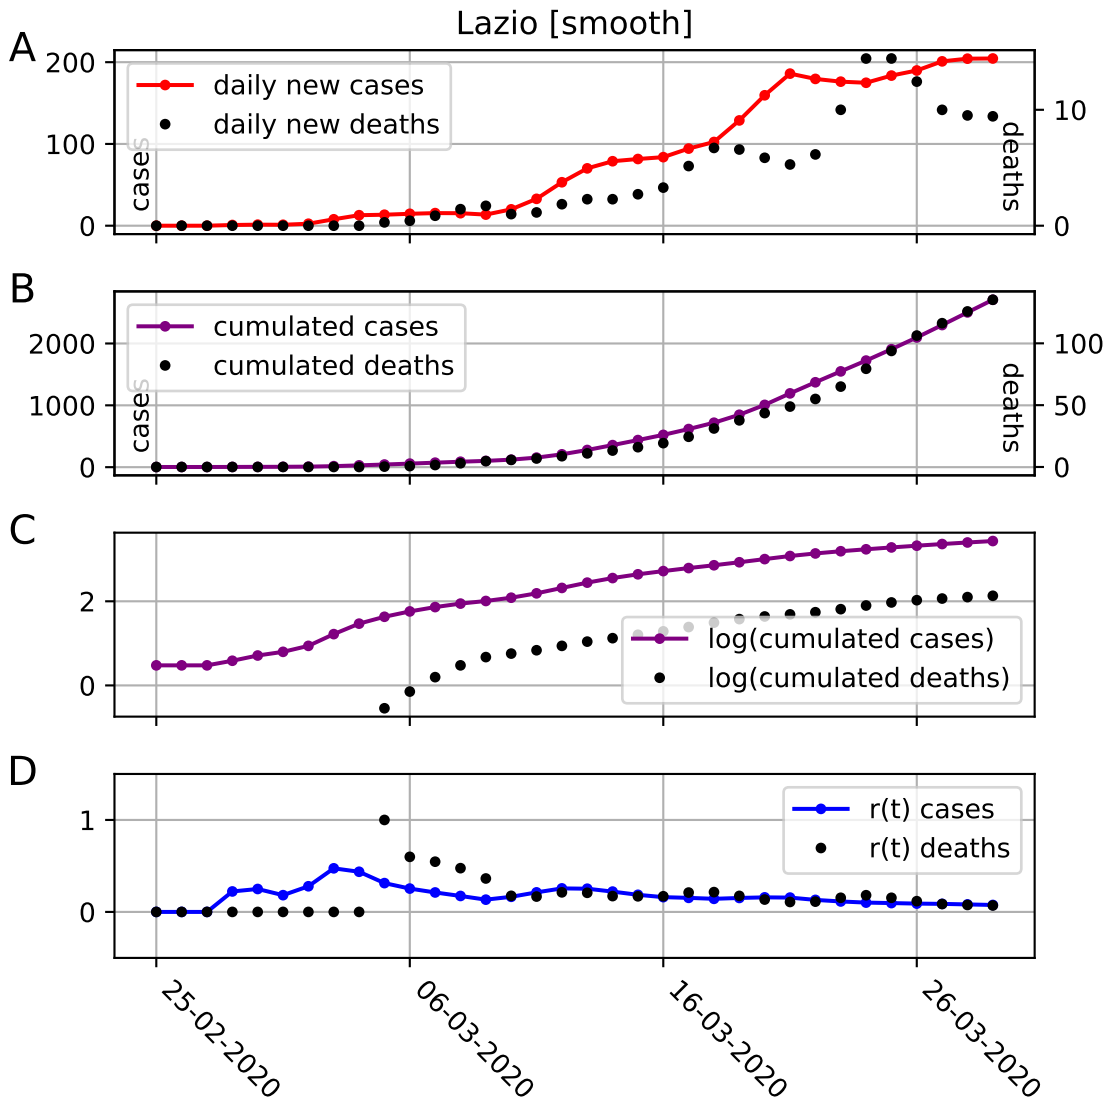 Lazio [smooth]
A
200
100
0
cases
daily new cases
daily new deaths
10
0
deaths
B
2000
1000
0
cases
cumulated cases
cumulated deaths
100
50
0
deaths
C
2
0
log(cumulated cases)
log(cumulated deaths)
D
1
0
r(t) cases
r(t) deaths
25-02-2020
06-03-2020
16-03-2020
26-03-2020